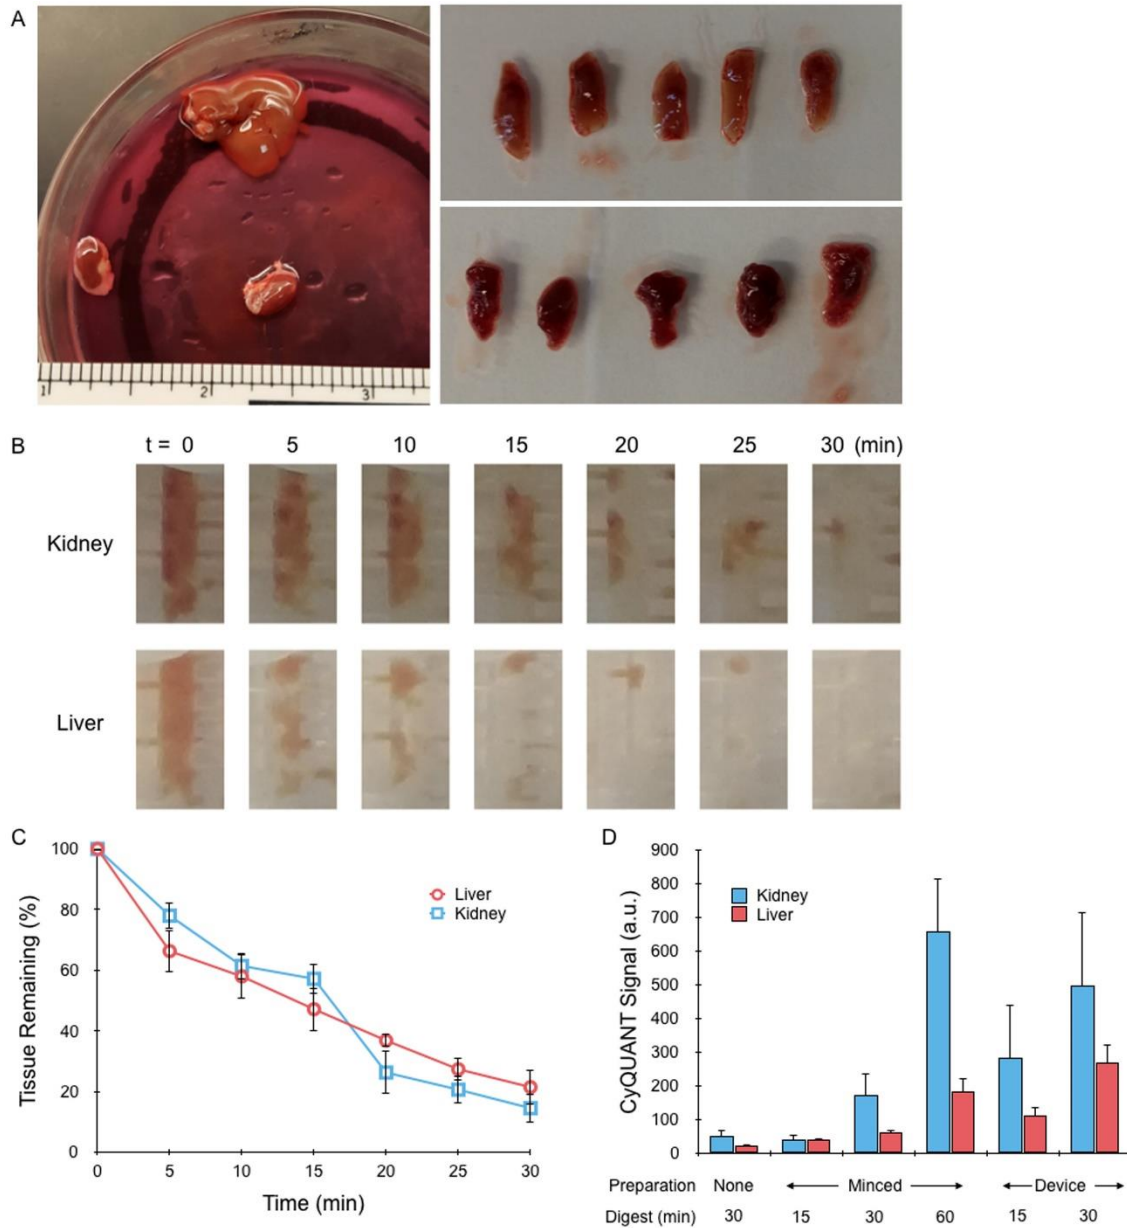 A
1 2 3
B
t = 0 5 10 15 20 25 30 (min)
Kidney
Liver
C
100
80
60
40
20
0
0 5 10 15 20 25 30
Tissue Remaining (%)
Time (min)
Liver
Kidney
D
900
800
700
600
500
400
300
200
100
0
CyQUANT Signal (a.u.)
Kidney
Liver
Preparation None Minced Device
Digest (min) 30 15 30 60 15 30